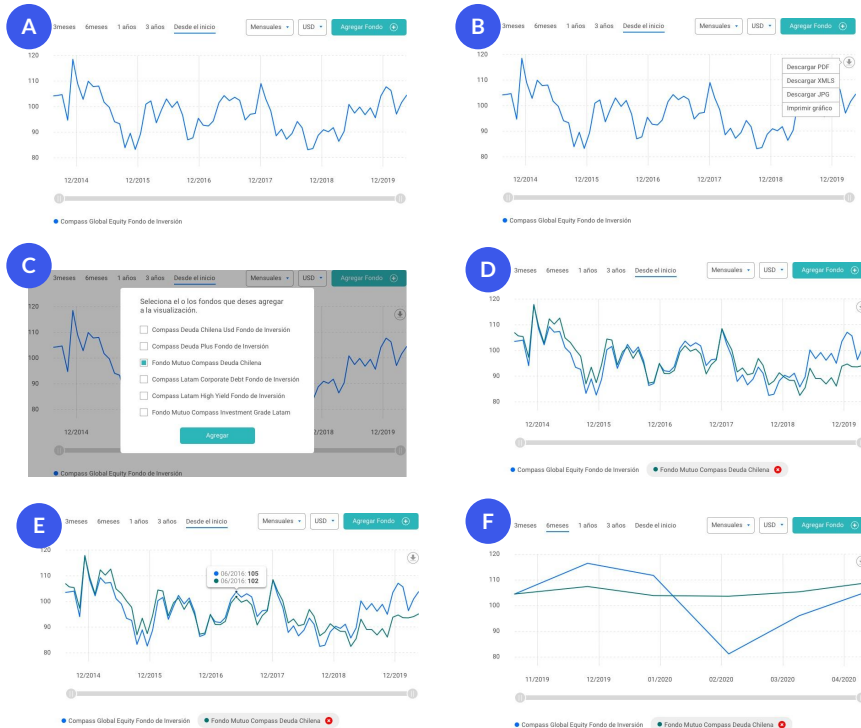 A
3meses 6meses 1 años 3 años Desde el inicio Mensuales USD Agregar Fondo
120
110
100
90
80
12/2014 12/2015 12/2016 12/2017 12/2018 12/2019
Compass Global Equity Fondo de Inversión
B
3meses 6meses 1 años 3 años Desde el inicio Mensuales USD Agregar Fondo
120
110
100
90
80
Descargar PDF
Descargar XMLS
Descargar JPG
Imprimir gráfico
12/2014 12/2015 12/2016 12/2017 12/2018 12/2019
Compass Global Equity Fondo de Inversión
C
3meses 6meses 1 años 3 años Desde el inicio Mensuales USD Agregar Fondo
120
110
100
90
80
Selecciona el o los fondos que deses agregar
a la visualización.
Compass Deuda Chilena Usd Fondo de Inversión
Compass Deuda Plus Fondo de Inversión
Fondo Mutuo Compass Deuda Chilena
Compass Latam Corporate Debt Fondo de Inversión
Compass Latam High Yield Fondo de Inversión
Fondo Mutuo Compass Investment Grade Latam
Agregar
12/2014 2/2018 12/2019
Compass Global Equity Fondo de Inversión
D
3meses 6meses 1 años 3 años Desde el inicio Mensuales USD Agregar Fondo
120
110
100
90
80
12/2014 12/2015 12/2016 12/2017 12/2018 12/2019
Compass Global Equity Fondo de Inversión Fondo Mutuo Compass Deuda Chilena
E
3meses 6meses 1 años 3 años Desde el inicio Mensuales USD Agregar Fondo
120
110
100
90
80
06/2016: 105
06/2016: 102
12/2014 12/2015 12/2016 12/2017 12/2018 12/2019
Compass Global Equity Fondo de Inversión Fondo Mutuo Compass Deuda Chilena
F
3meses 6meses 1 años 3 años Desde el inicio Mensuales USD Agregar Fondo
120
110
100
90
80
11/2019 12/2019 01/2020 02/2020 03/2020 04/2020
Compass Global Equity Fondo de Inversión Fondo Mutuo Compass Deuda Chilena